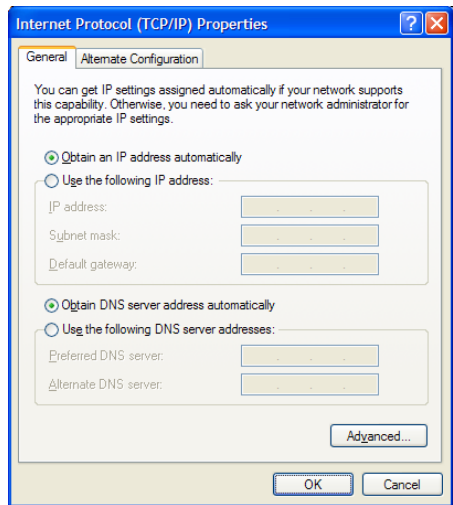 Internet Protocol (TCP/IP) Properties
General
Alternate Configuration
You can get IP settings assigned automatically if your network supports
this capability. Otherwise, you need to ask your network administrator for
the appropriate IP settings.
Obtain an IP address automatically
Use the following IP address:
IP address:
Subnet mask:
Default gateway:
Obtain DNS server address automatically
Use the following DNS server addresses:
Preferred DNS server:
Alternate DNS server:
Advanced...
OK
Cancel